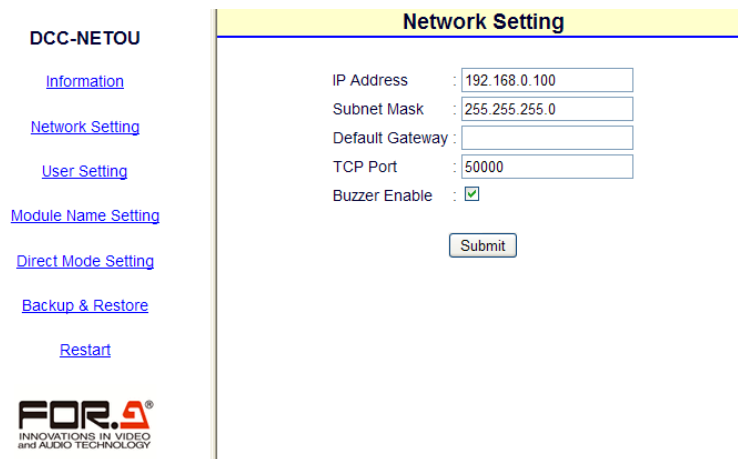 DCC-NETOU
Information
Network Setting
User Setting
Module Name Setting
Direct Mode Setting
Backup & Restore
Restart
FOR.A®
INNOVATIONS IN VIDEO
and AUDIO TECHNOLOGY
Network Setting
IP Address : 192.168.0.100
Subnet Mask : 255.255.255.0
Default Gateway :
TCP Port : 50000
Buzzer Enable :
Submit